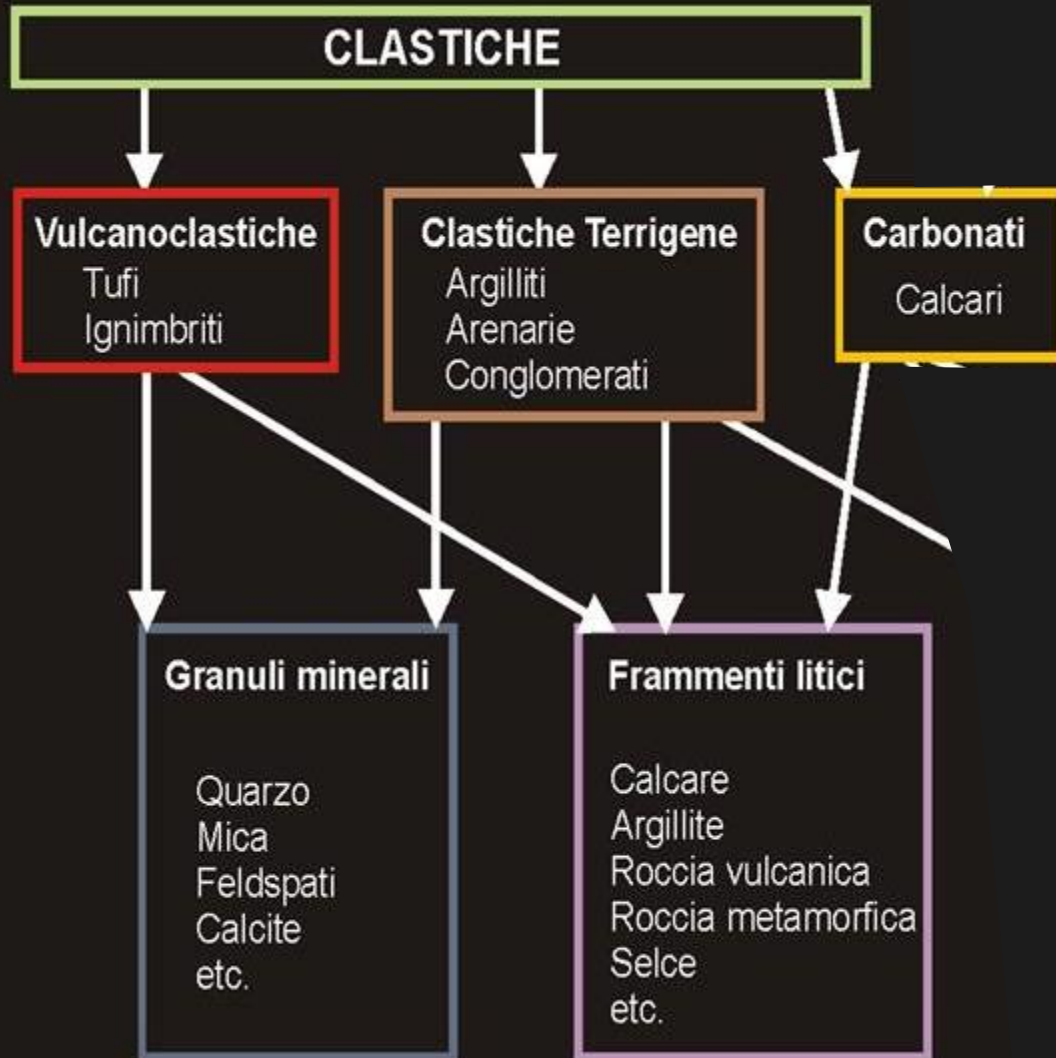 CLASTICHE
Vulcanoclastiche
Tufi
Ignimbriti
Clastiche Terrigene
Argilliti
Arenarie
Conglomerati
Carbonati
Calcari
Granuli minerali
Quarzo
Mica
Feldspati
Calcite
etc.
Frammenti litici
Calcare
Argillite
Roccia vulcanica
Roccia metamorfica
Selce
etc.